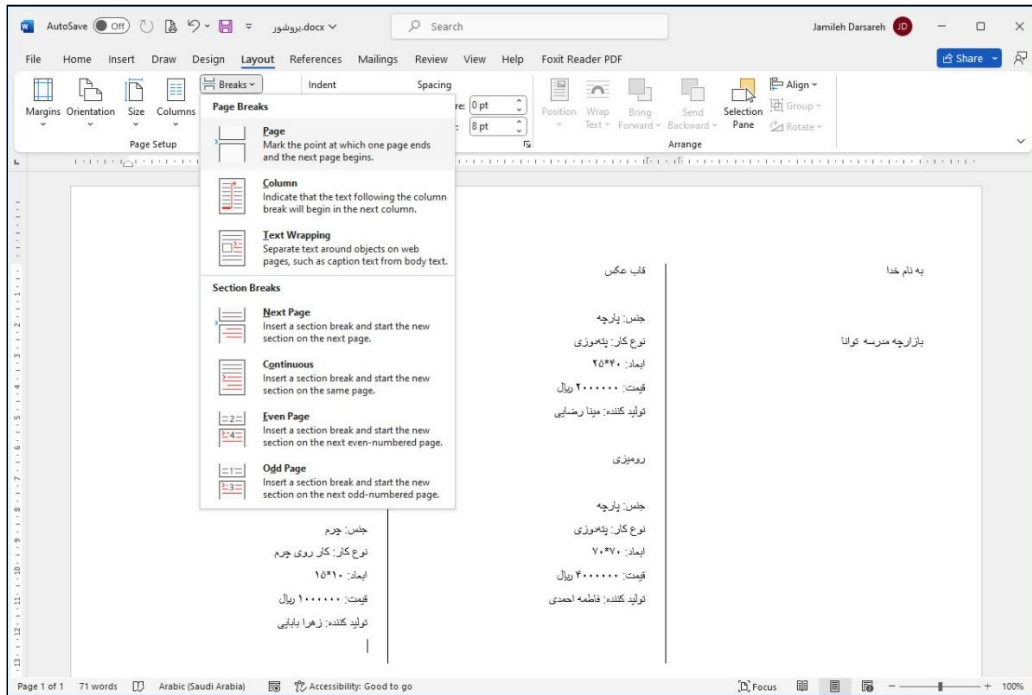 AutoSave Off بروشور.docx Search Jamileh Darsareh JD
File Home Insert Draw Design Layout References Mailings Review View Help Foxit Reader PDF Share
Breaks Indent Spacing
Margins Orientation Size Columns
re: 0 pt
: 8 pt
Position Wrap Text Bring Forward Send Backward Selection Pane
Align
Group
Rotate
Page Setup Arrange
Page Breaks
Page
Mark the point at which one page ends
and the next page begins.
Column
Indicate that the text following the column
break will begin in the next column.
Text Wrapping
Separate text around objects on web
pages, such as caption text from body text.
Section Breaks
Next Page
Insert a section break and start the new
section on the next page.
Continuous
Insert a section break and start the new
section on the same page.
Even Page
Insert a section break and start the new
section on the next even-numbered page.
Odd Page
Insert a section break and start the new
section on the next odd-numbered page.
به نام خدا
بازارچه مدرسه توانا
قاب عکس
جنس: پارچه
نوع کار: پته‌دوزی
ابعاد: ۴۰*۲۵
قیمت: ۲۰۰۰۰۰۰ ریال
تولید کننده: مینا رضایی
رومیزی
جنس: پارچه
نوع کار: پته‌دوزی
ابعاد: ۷۰*۷۰
قیمت: ۴۰۰۰۰۰۰ ریال
تولید کننده: فاطمه احمدی
جنس: چرم
نوع کار: کار روی چرم
ابعاد: ۱۰*۱۵
قیمت: ۱۰۰۰۰۰۰ ریال
تولید کننده: زهرا بابایی
Page 1 of 1 71 words Arabic (Saudi Arabia) Accessibility: Good to go Focus 100%